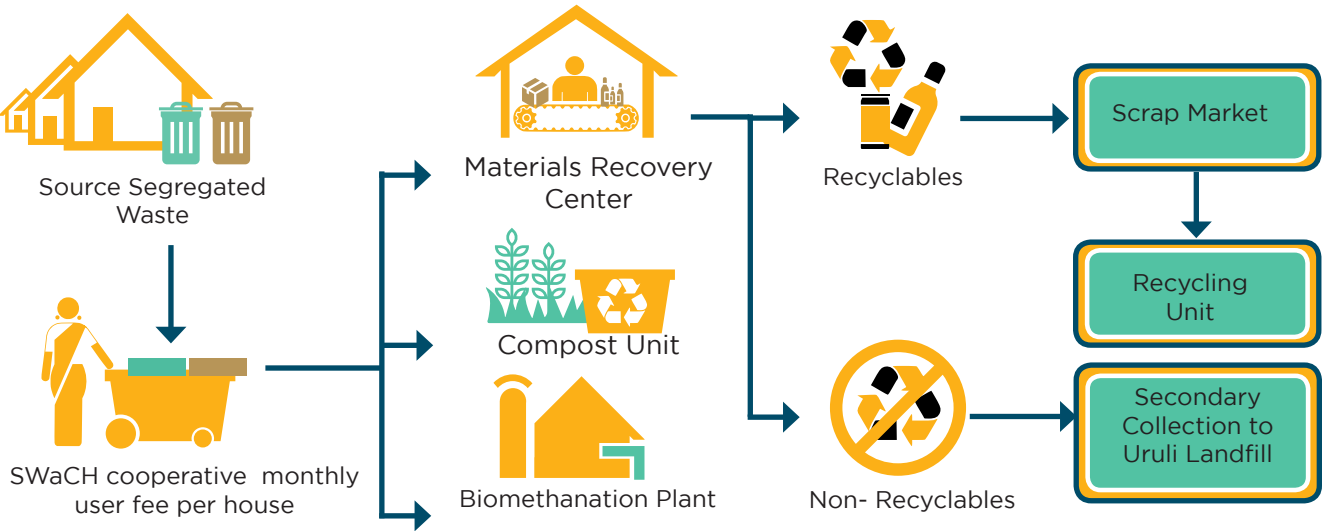 Source Segregated
Waste
SWaCH cooperative monthly
user fee per house
Materials Recovery
Center
Compost Unit
Biomethanation Plant
Recyclables
Non- Recyclables
Scrap Market
Recycling
Unit
Secondary
Collection to
Uruli Landfill